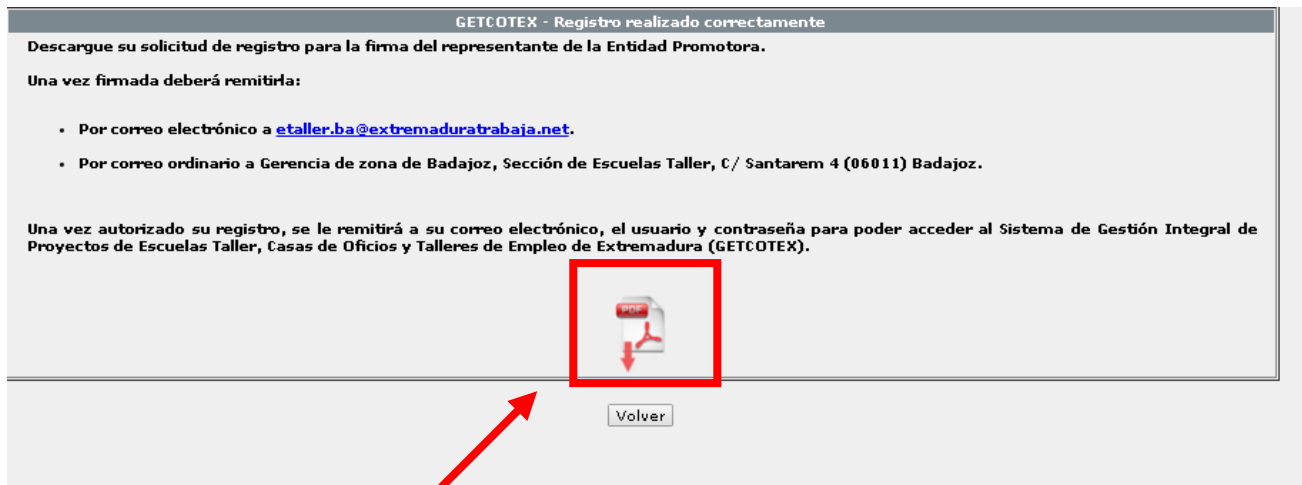 GETCOTEX - Registro realizado correctamente
Descargue su solicitud de registro para la firma del representante de la Entidad Promotora.
Una vez firmada deberá remitirla:
• Por correo electrónico a etaller.ba@extremaduratrabaja.net.
• Por correo ordinario a Gerencia de zona de Badajoz, Sección de Escuelas Taller, C/ Santarem 4 (06011) Badajoz.
Una vez autorizado su registro, se le remitirá a su correo electrónico, el usuario y contraseña para poder acceder al Sistema de Gestión Integral de
Proyectos de Escuelas Taller, Casas de Oficios y Talleres de Empleo de Extremadura (GETCOTEX).
PDF
Volver